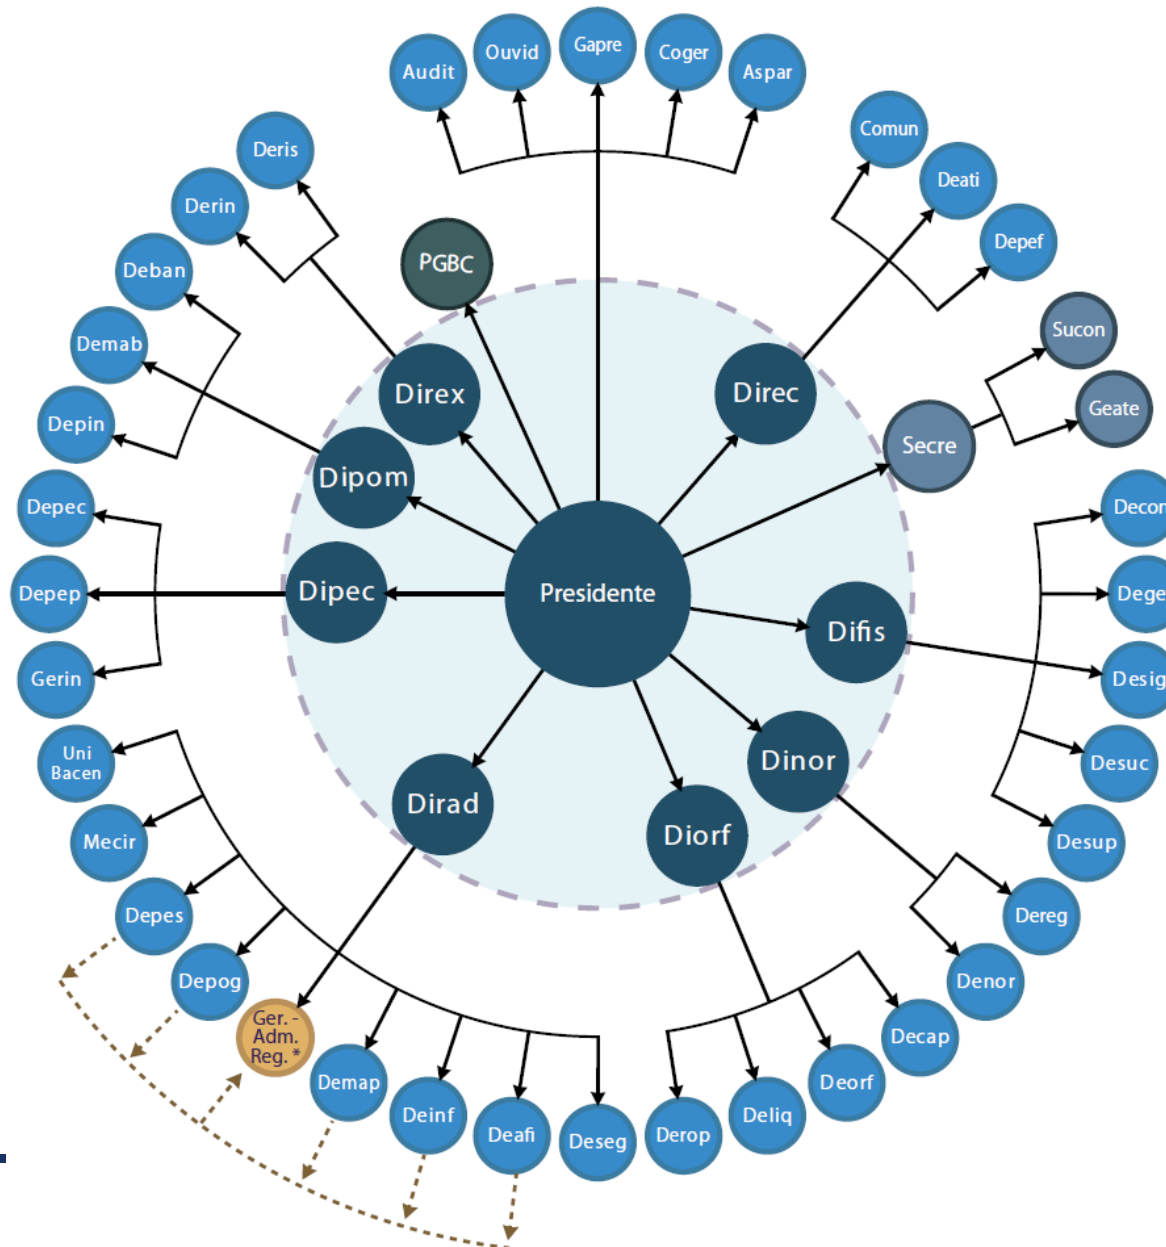 Gapre
Ouvid
Coger
Audit
Aspar
Comun
Deris
Deati
Derin
Depef
PGBC
Deban
Sucon
Demab
Direx
Direc
Geate
Depin
Secre
Dipom
Depec
Decon
Presidente
Dipec
Depep
Dege
Difis
Gerin
Desig
Uni
Bacen
Dinor
Desuc
Dirad
Diorf
Mecir
Desup
Depes
Dereg
Depog
Denor
Ger. -
Adm.
Reg. *
Decap
Demap
Deorf
Deinf
Deliq
Deafi
Derop
Deseg